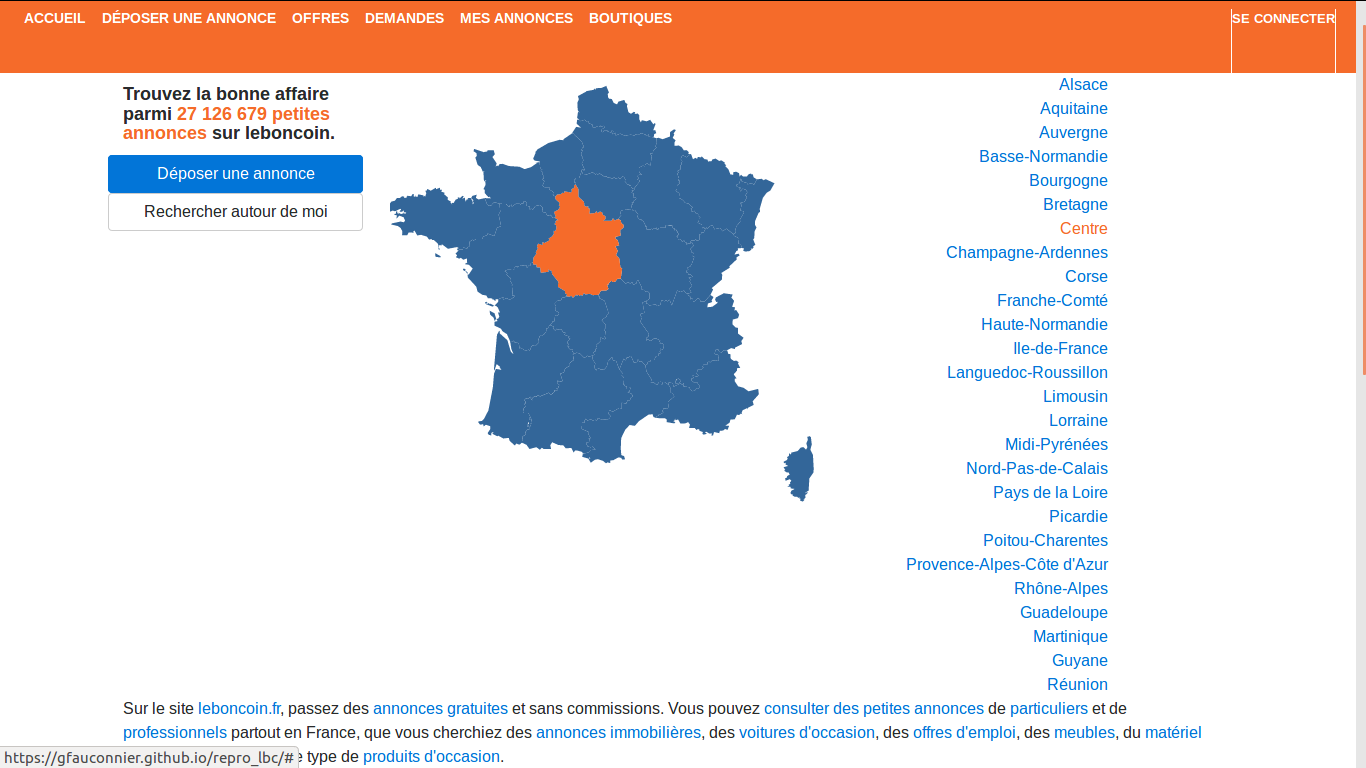 ACCUEIL DÉPOSER UNE ANNONCE OFFRES DEMANDES MES ANNONCES BOUTIQUES SE CONNECTER
Trouvez la bonne affaire
parmi 27 126 679 petites
annonces sur leboncoin.
Déposer une annonce
Rechercher autour de moi
Alsace
Aquitaine
Auvergne
Basse-Normandie
Bourgogne
Bretagne
Centre
Champagne-Ardennes
Corse
Franche-Comté
Haute-Normandie
Ile-de-France
Languedoc-Roussillon
Limousin
Lorraine
Midi-Pyrénées
Nord-Pas-de-Calais
Pays de la Loire
Picardie
Poitou-Charentes
Provence-Alpes-Côte d'Azur
Rhône-Alpes
Guadeloupe
Martinique
Guyane
Réunion
Sur le site leboncoin.fr, passez des annonces gratuites et sans commissions. Vous pouvez consulter des petites annonces de particuliers et de
professionnels partout en France, que vous cherchiez des annonces immobilières, des voitures d'occasion, des offres d'emploi, des meubles, du matériel
type de produits d'occasion.
https://gfauconnier.github.io/repro_lbc/#